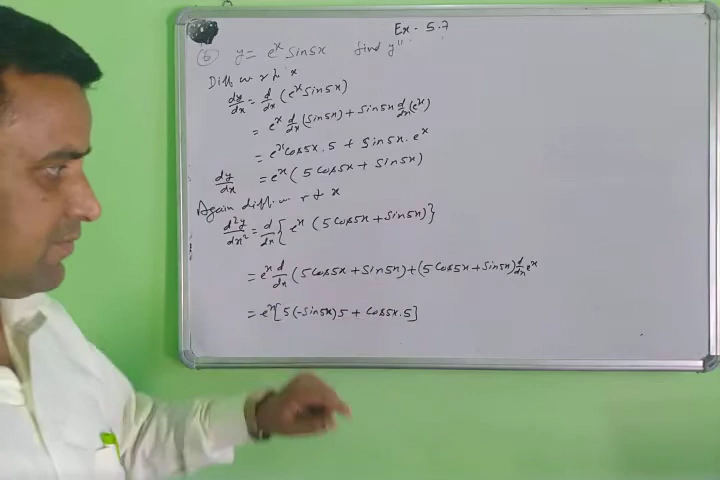 Ex - 5.7
(6) y = e^x sin5x find y''
Diff w r t x
dy/dx = d/dx (e^x sin5x)
= e^x d/dx (sin5x) + sin5x d/dx (e^x)
= e^x cos5x . 5 + sin5x . e^x
dy/dx = e^x ( 5 cos5x + sin5x)
Again diff w r t x
d²y/dx² = d/dx { e^x ( 5 cos5x + sin5x) }
= e^x d/dx (5 cos5x + sin5x) + (5 cos5x + sin5x) d/dx e^x
= e^x [ 5 (-sin5x) 5 + cos5x . 5 ]